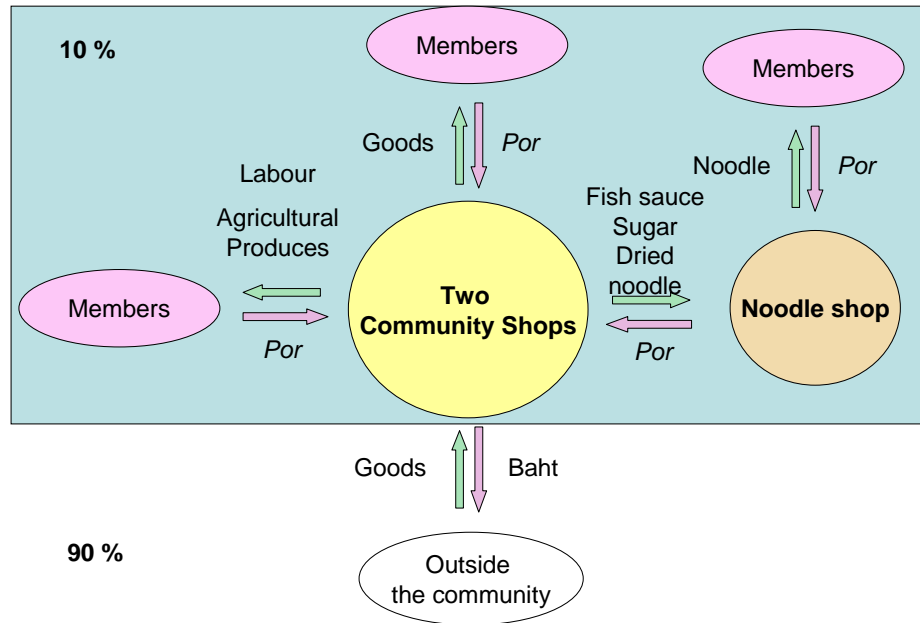 10 %
Members
Members
Goods
Por
Noodle
Por
Labour
Agricultural
Produces
Fish sauce
Sugar
Dried
noodle
Members
Por
Two
Community Shops
Por
Noodle shop
Goods
Baht
90 %
Outside
the community